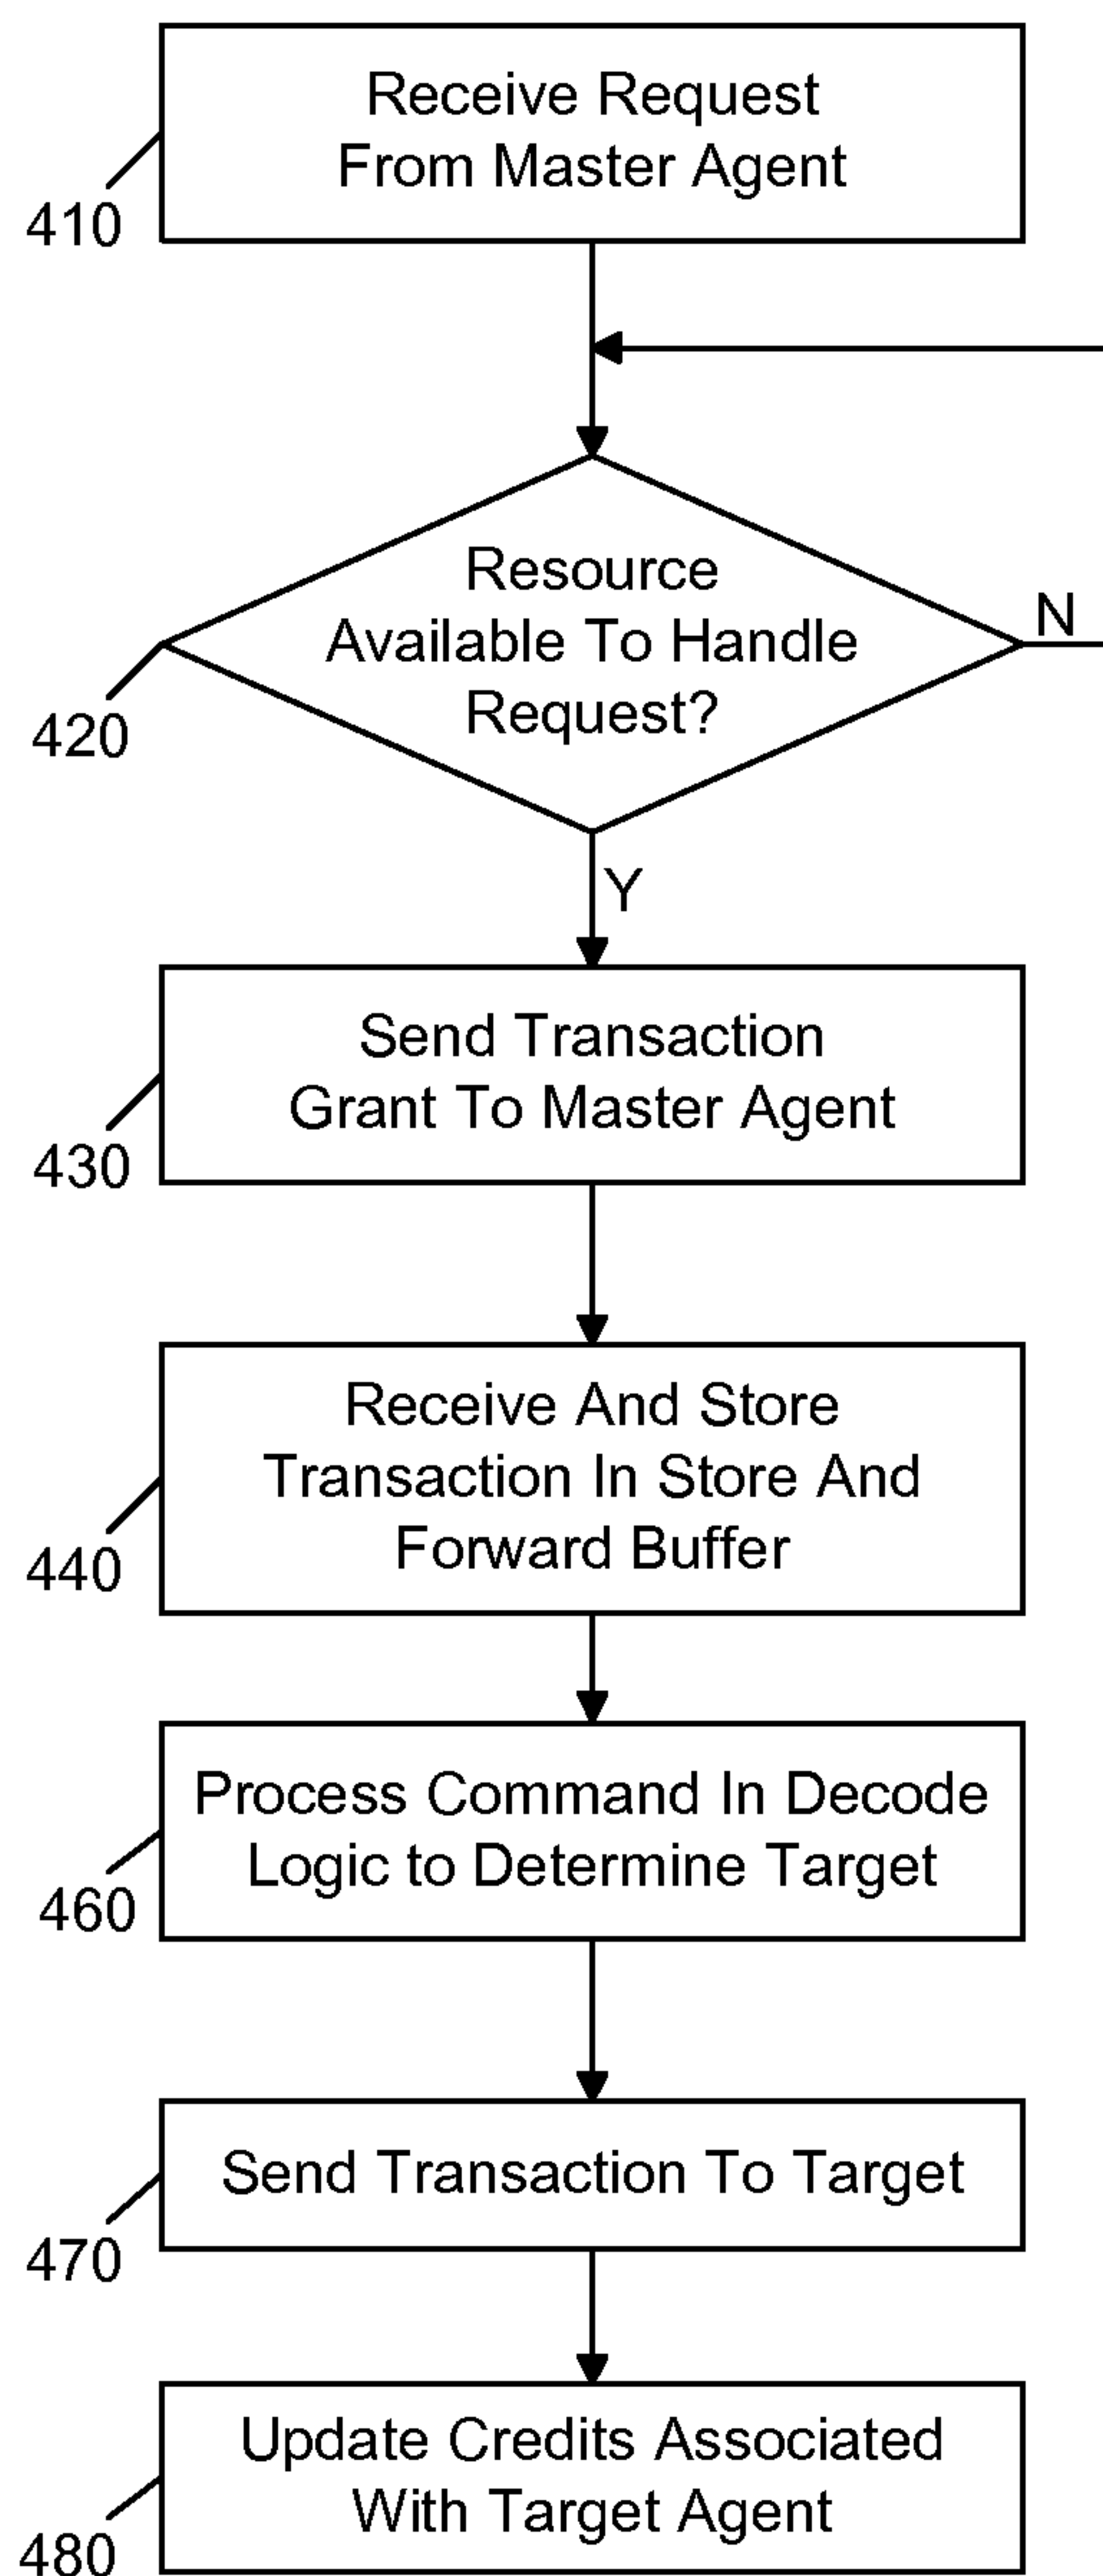 Receive Request
From Master Agent
410
Resource
Available To Handle
Request?
N
420
Y
Send Transaction
Grant To Master Agent
430
Receive And Store
Transaction In Store And
Forward Buffer
440
Process Command In Decode
Logic to Determine Target
460
Send Transaction To Target
470
Update Credits Associated
With Target Agent
480